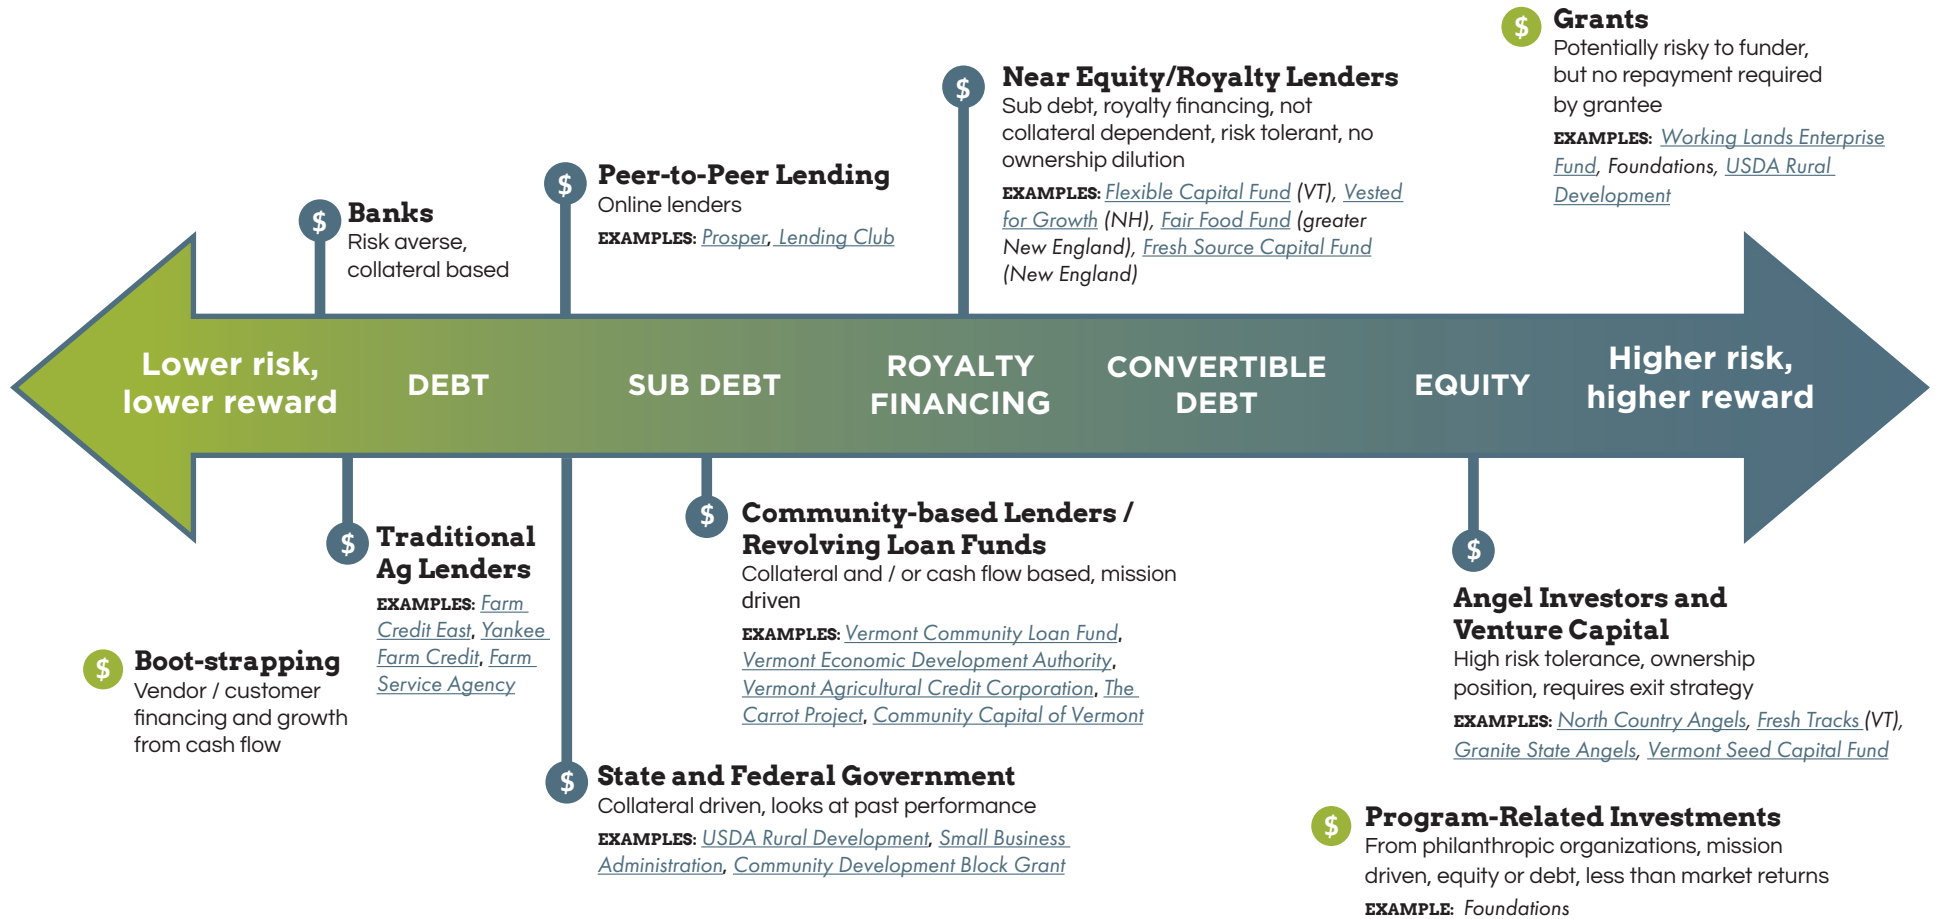 $ Grants
Potentially risky to funder,
but no repayment required
by grantee
EXAMPLES: Working Lands Enterprise
Fund, Foundations, USDA Rural
Development
$ Near Equity/Royalty Lenders
Sub debt, royalty financing, not
collateral dependent, risk tolerant, no
ownership dilution
EXAMPLES: Flexible Capital Fund (VT), Vested
for Growth (NH), Fair Food Fund (greater
New England), Fresh Source Capital Fund
(New England)
$ Peer-to-Peer Lending
Online lenders
EXAMPLES: Prosper, Lending Club
$ Banks
Risk averse,
collateral based
Lower risk,
lower reward
DEBT
SUB DEBT
ROYALTY
FINANCING
CONVERTIBLE
DEBT
EQUITY
Higher risk,
higher reward
$ Traditional
Ag Lenders
EXAMPLES: Farm
Credit East, Yankee
Farm Credit, Farm
Service Agency
$ Boot-strapping
Vendor / customer
financing and growth
from cash flow
$ Community-based Lenders /
Revolving Loan Funds
Collateral and / or cash flow based, mission
driven
EXAMPLES: Vermont Community Loan Fund,
Vermont Economic Development Authority,
Vermont Agricultural Credit Corporation, The
Carrot Project, Community Capital of Vermont
$ State and Federal Government
Collateral driven, looks at past performance
EXAMPLES: USDA Rural Development, Small Business
Administration, Community Development Block Grant
$
Angel Investors and
Venture Capital
High risk tolerance, ownership
position, requires exit strategy
EXAMPLES: North Country Angels, Fresh Tracks (VT),
Granite State Angels, Vermont Seed Capital Fund
$ Program-Related Investments
From philanthropic organizations, mission
driven, equity or debt, less than market returns
EXAMPLE: Foundations